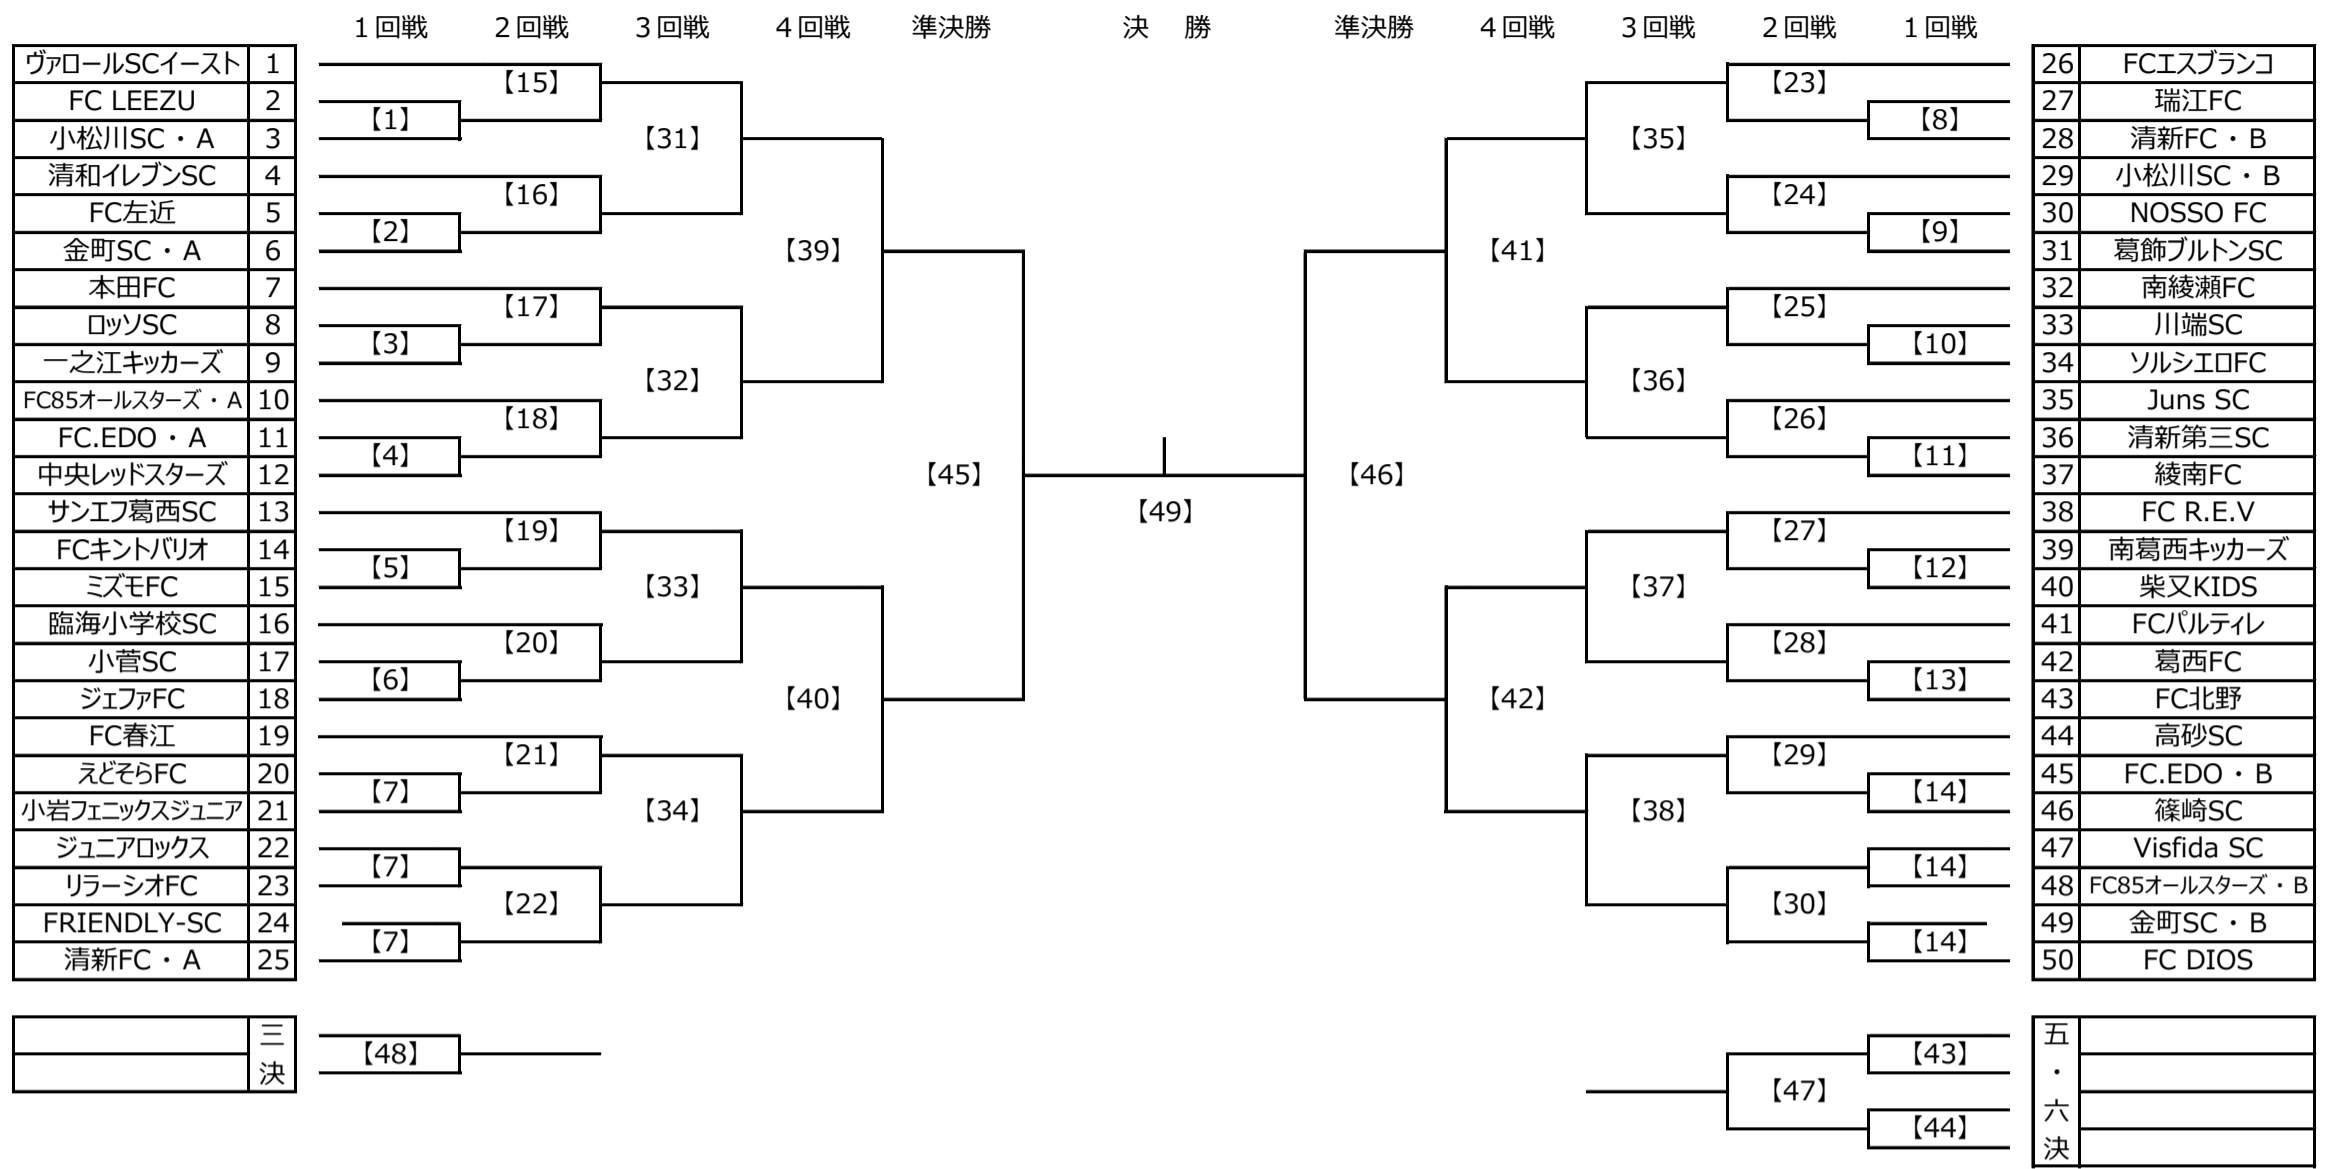 １回戦 ２回戦 ３回戦 ４回戦 準決勝 決 勝 準決勝 ４回戦 ３回戦 ２回戦 １回戦
ヴァロールSCイースト 1 【15】 【23】 26 FCエスブランコ
FC LEEZU 2 【1】 【8】 27 瑞江FC
小松川SC・A 3 【31】 【35】 28 清新FC・B
清和イレブンSC 4 【16】 【24】 29 小松川SC・B
FC左近 5 【2】 【9】 30 NOSSO FC
金町SC・A 6 【39】 【41】 31 葛飾ブルトンSC
本田FC 7 【17】 【25】 32 南綾瀬FC
ロッソSC 8 【3】 【10】 33 川端SC
一之江キッカーズ 9 【32】 【36】 34 ソルシエロFC
FC85オールスターズ・A 10 【18】 【26】 35 Juns SC
FC.EDO・A 11 【4】 【11】 36 清新第三SC
中央レッドスターズ 12 【45】 【46】 37 綾南FC
サンエフ葛西SC 13 【19】 【49】 【27】 38 FC R.E.V
FCキントバリオ 14 【5】 【12】 39 南葛西キッカーズ
ミズモFC 15 【33】 【37】 40 柴又KIDS
臨海小学校SC 16 【20】 【28】 41 FCパルティレ
小菅SC 17 【6】 【13】 42 葛西FC
ジェファFC 18 【40】 【42】 43 FC北野
FC春江 19 【21】 【29】 44 高砂SC
えどそらFC 20 【7】 【14】 45 FC.EDO・B
小岩フェニックスジュニア 21 【34】 【38】 46 篠崎SC
ジュニアロックス 22 【7】 【14】 47 Visfida SC
リラーシオFC 23 【22】 【30】 48 FC85オールスターズ・B
FRIENDLY-SC 24 【7】 【14】 49 金町SC・B
清新FC・A 25 50 FC DIOS
三決 【48】 【43】 【47】 【44】 五・六決